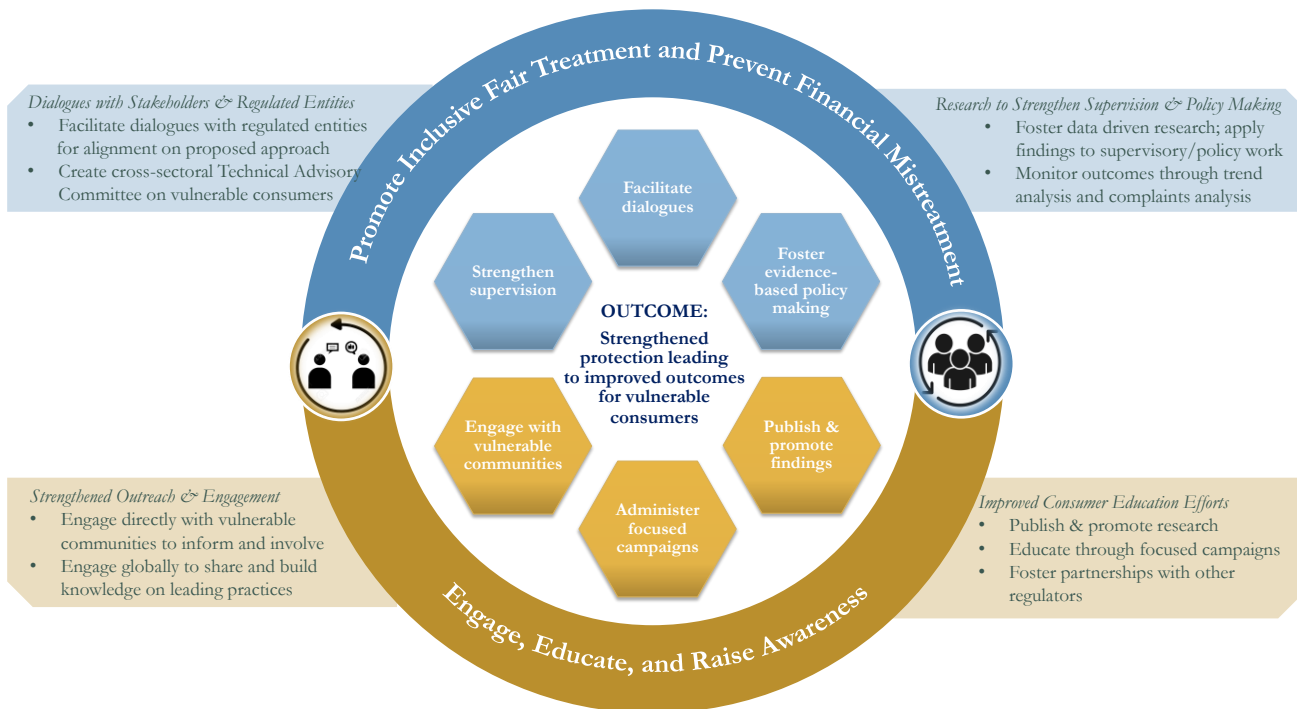 Promote Inclusive Fair Treatment and Prevent Financial Mistreatment
Dialogues with Stakeholders & Regulated Entities
• Facilitate dialogues with regulated entities
for alignment on proposed approach
• Create cross-sectoral Technical Advisory
Committee on vulnerable consumers
Research to Strengthen Supervision & Policy Making
• Foster data driven research; apply
findings to supervisory/policy work
• Monitor outcomes through trend
analysis and complaints analysis
Facilitate
dialogues
Strengthen
supervision
Foster
evidence-
based policy
making
OUTCOME:
Strengthened
protection leading
to improved outcomes
for vulnerable
consumers
Engage with
vulnerable
communities
Publish &
promote
findings
Administer
focused
campaigns
Strengthened Outreach & Engagement
• Engage directly with vulnerable
communities to inform and involve
• Engage globally to share and build
knowledge on leading practices
Improved Consumer Education Efforts
• Publish & promote research
• Educate through focused campaigns
• Foster partnerships with other
regulators
Engage, Educate, and Raise Awareness